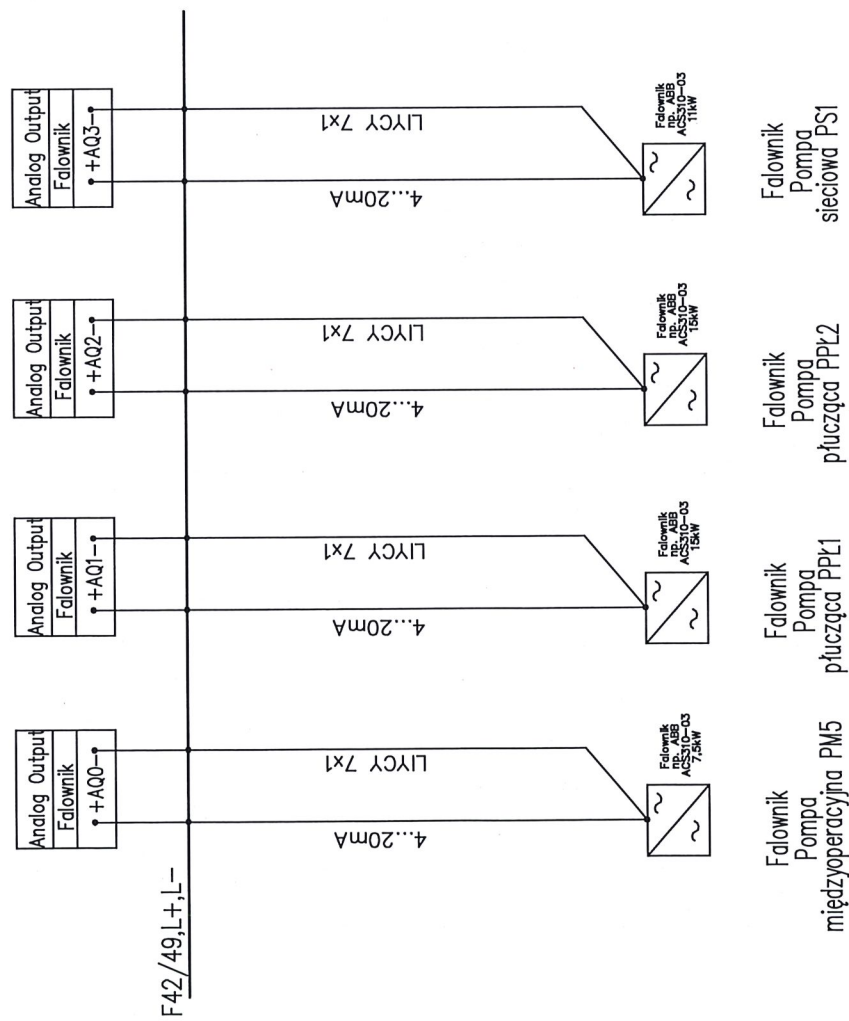 Analog Output
Falownik
+AQ0-
Analog Output
Falownik
+AQ1-
Analog Output
Falownik
+AQ2-
Analog Output
Falownik
+AQ3-
F42/49,L+,L-
4...20mA
LIYCY 7x1
4...20mA
LIYCY 7x1
4...20mA
LIYCY 7x1
4...20mA
LIYCY 7x1
Falownik
np. ABB
ACS310-03
7,5kW
Falownik
np. ABB
ACS310-03
15kW
Falownik
np. ABB
ACS310-03
15kW
Falownik
np. ABB
ACS310-03
11kW
Falownik
Pompa
międzyoperacyjna PM5
Falownik
Pompa
płucząca PPŁ1
Falownik
Pompa
płucząca PPŁ2
Falownik
Pompa
sieciowa PS1